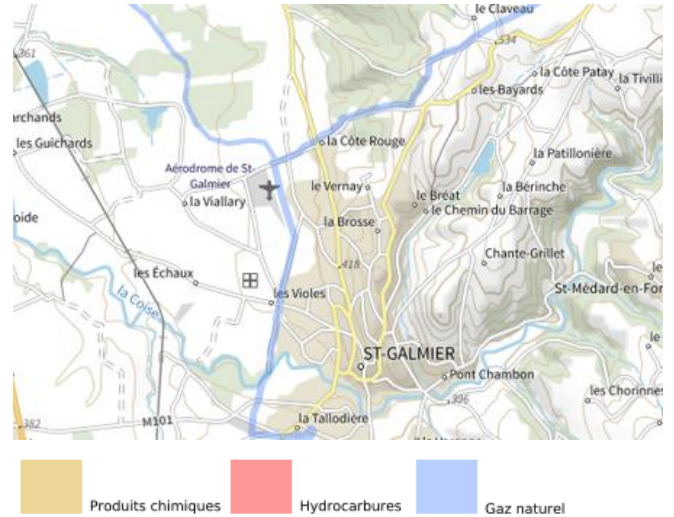 le Claveau
361
534
la Côte Patay
la Tivilli
les Bayards
archands
les Guichards
la Côte Rouge
la Patillonière
Aérodrome de St-
Galmier
le Vernay
le Bréat
la Bérinche
la Viallary
le Chemin du Barrage
oide
la Brosse
Chante-Grillet
418
les Échaux
le
la Coise
les Violes
St-Médard-en-For
le
ST-GALMIER
Pont Chambon
les Chorinnes
396
382
M101
la Tallodière
Produits chimiques
Hydrocarbures
Gaz naturel